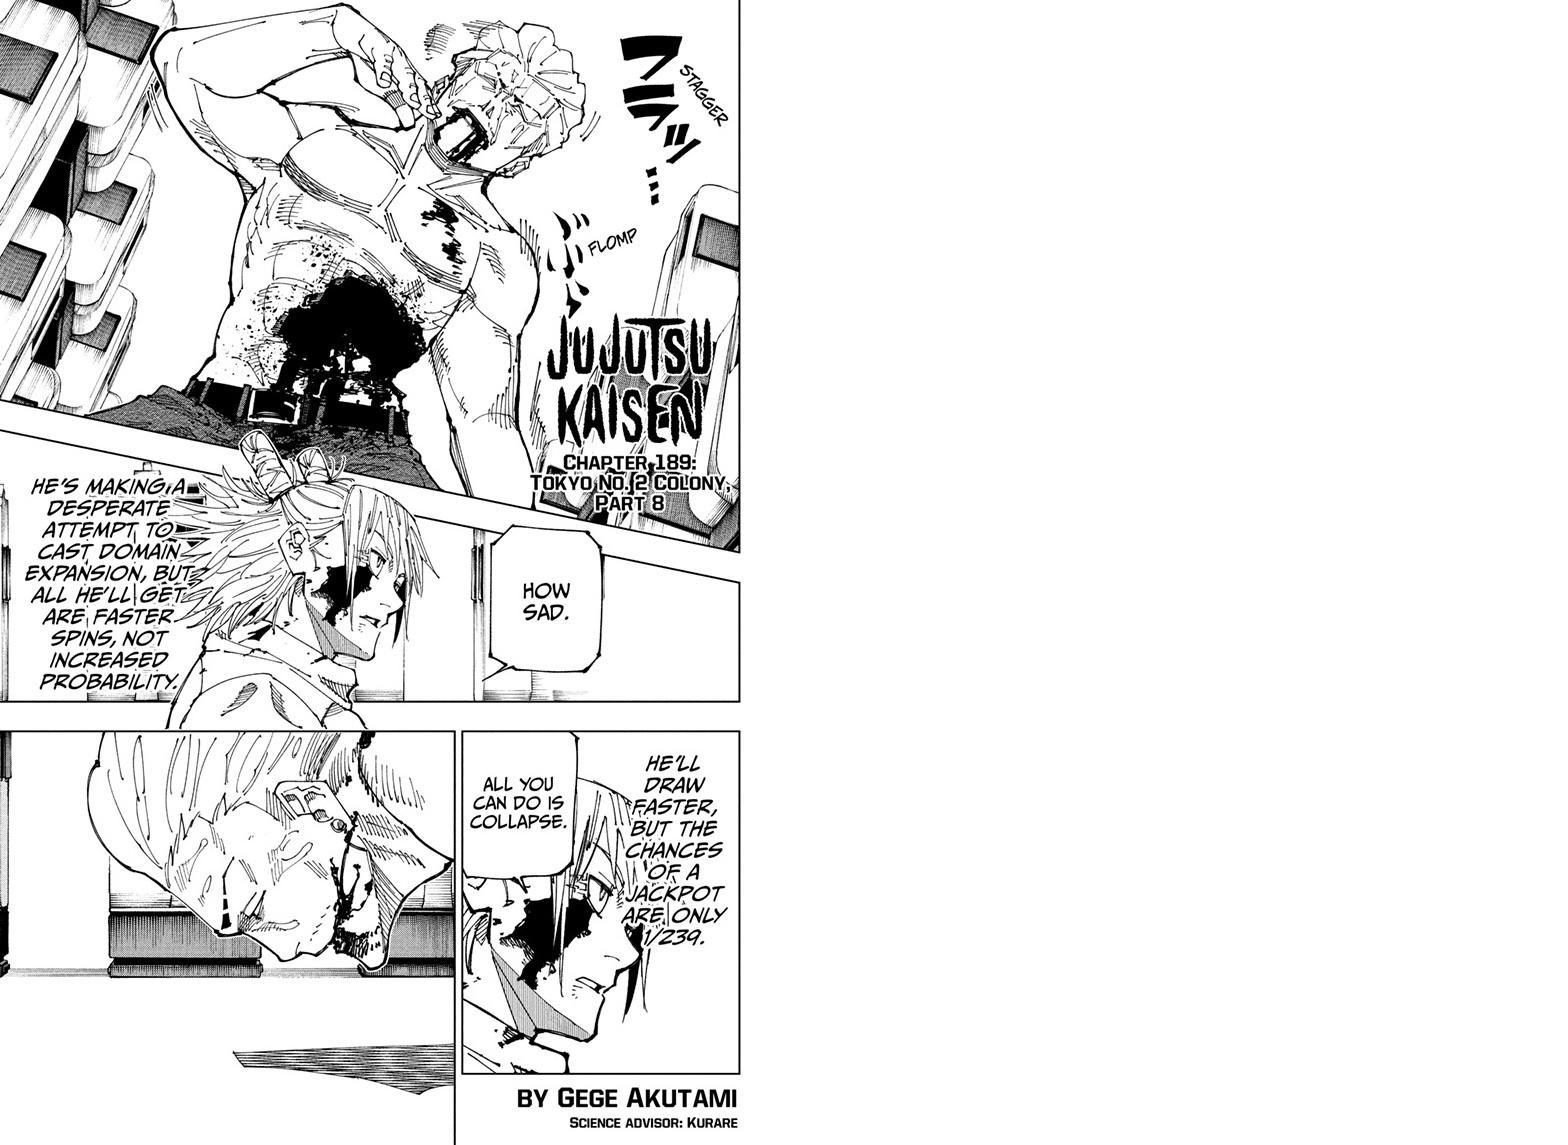 フラッ…
STAGGER
ドサ
FLOMP
JUJUTSU
KAISEN
CHAPTER 189:
TOKYO NO. 2 COLONY,
PART 8
HOW
SAD.
HE'S MAKING A
DESPERATE
ATTEMPT TO
CAST DOMAIN
EXPANSION, BUT
ALL HE'LL GET
ARE FASTER
SPINS, NOT
INCREASED
PROBABILITY.
HE'LL
DRAW
FASTER,
BUT THE
CHANCES
OF A
JACKPOT
ARE ONLY
1/239.
ALL YOU
CAN DO IS
COLLAPSE.
BY GEGE AKUTAMI
SCIENCE ADVISOR: KURARE